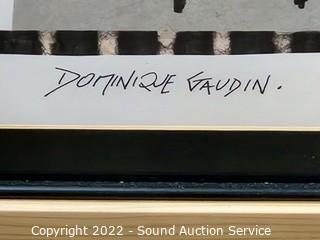 DOMINIQUE GAUDIN.
Copyright 2022 - Sound Auction Service